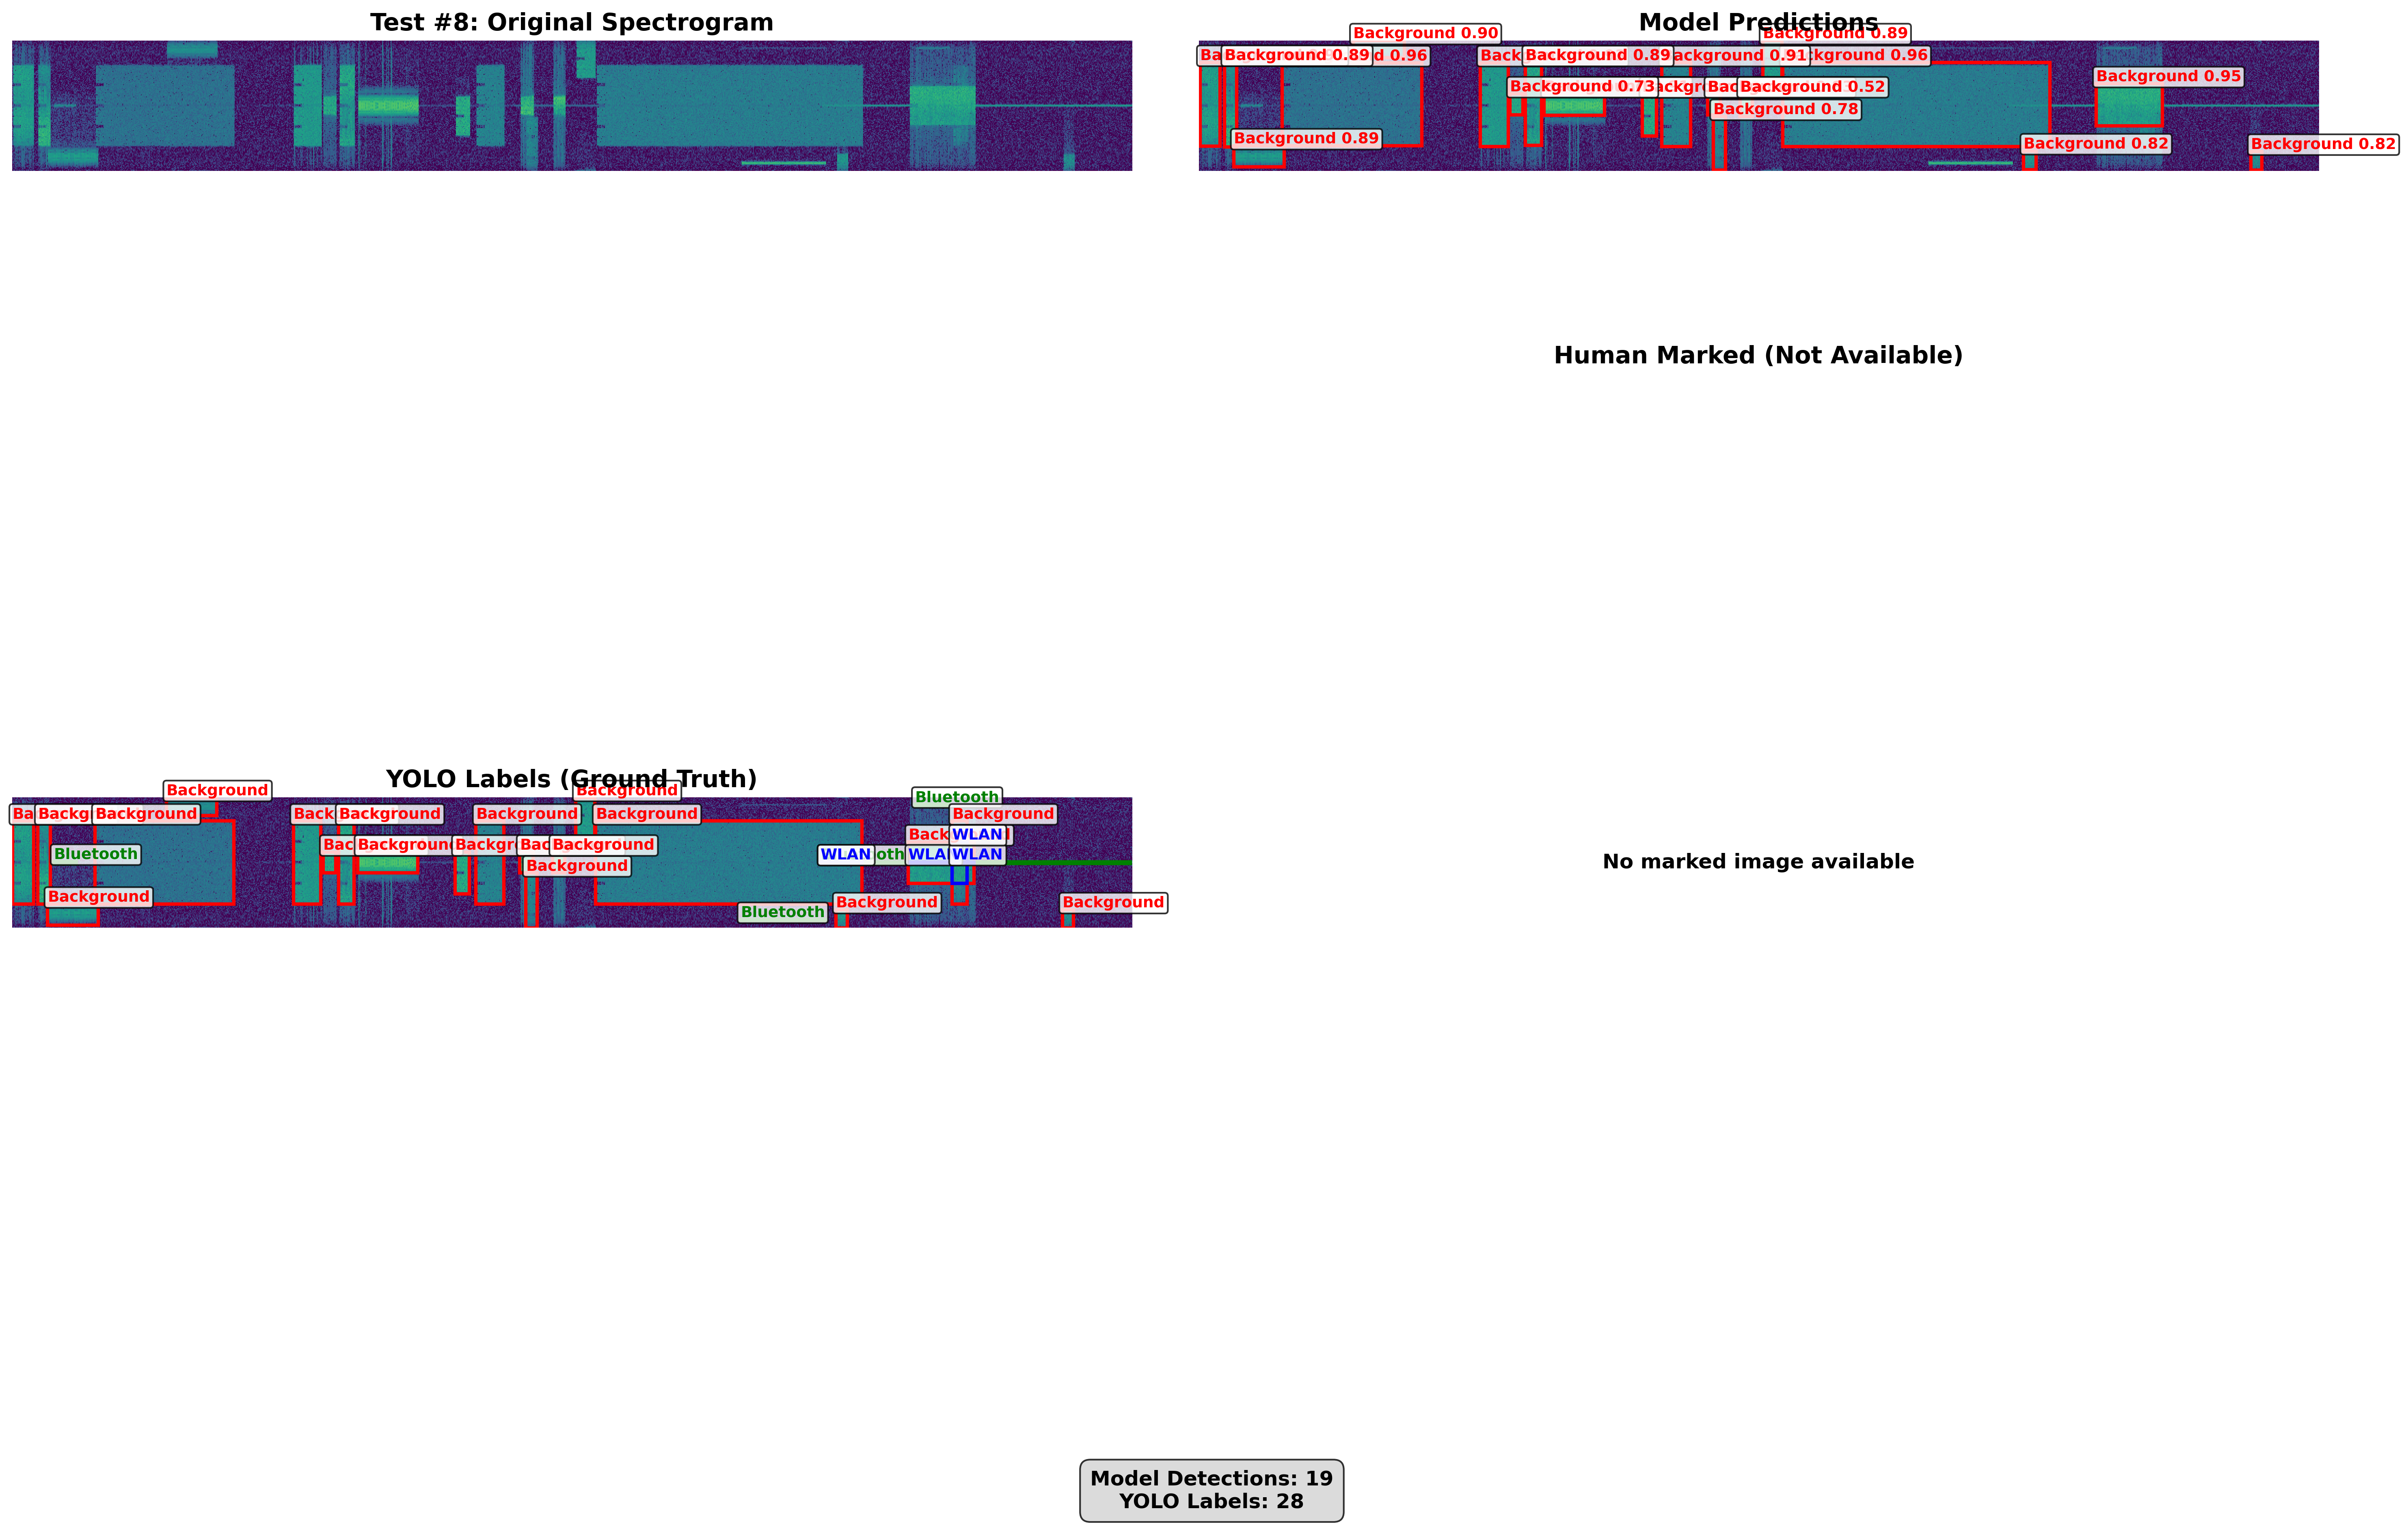 Test #8: Original Spectrogram
Model Predictions
Background 0.90
Background 0.89
Background 0.89
d 0.96
Background 0.89
ackground 0.91
kground 0.96
Background 0.73
Background 0.52
Background 0.95
Background 0.78
Background 0.89
Background 0.82
Background 0.82
Human Marked (Not Available)
YOLO Labels (Ground Truth)
Background
Background
Bluetooth
Background
Background
Background
Background
Background
Background
Background
WLAN
Background
Background
Bluetooth
WLAN
WLAN
Background
Background
Bluetooth
Background
Background
No marked image available
Model Detections: 19
YOLO Labels: 28